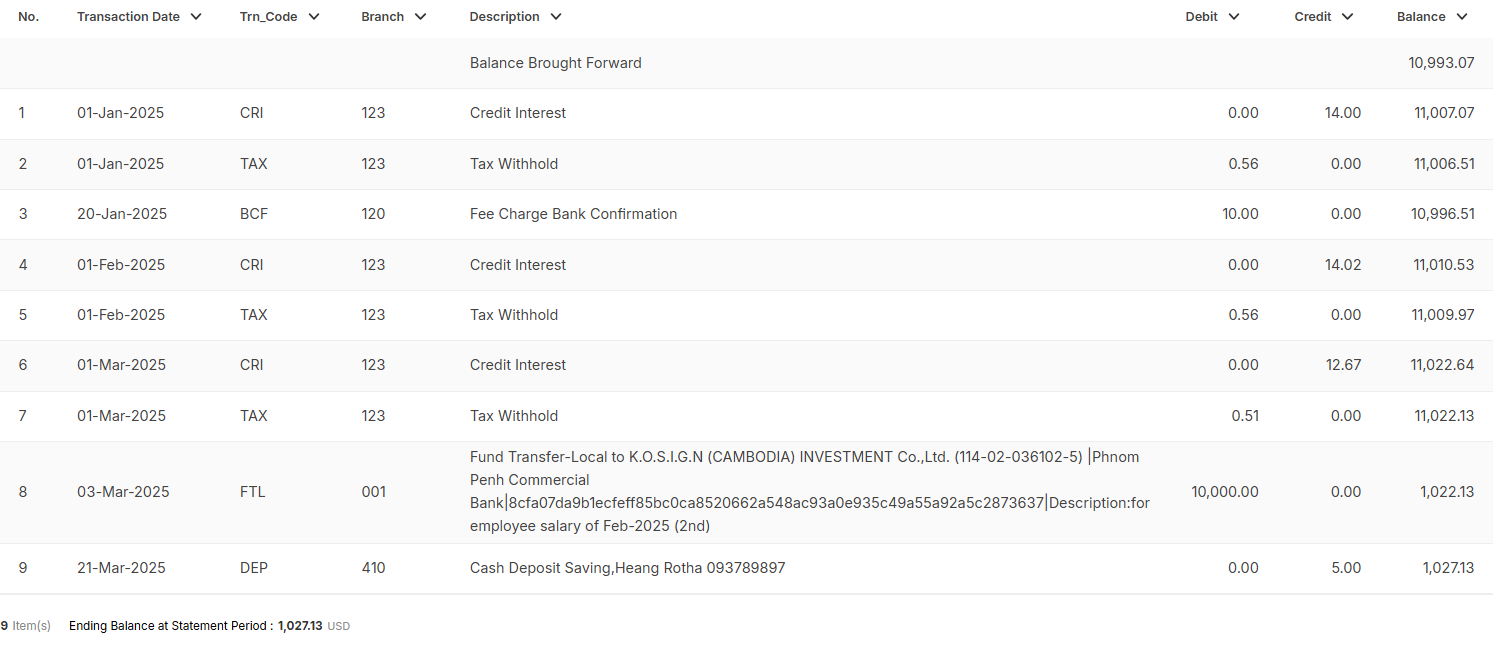 No. Transaction Date Trn_Code Branch Description Debit Credit Balance
Balance Brought Forward 10,993.07
1 01-Jan-2025 CRI 123 Credit Interest 0.00 14.00 11,007.07
2 01-Jan-2025 TAX 123 Tax Withhold 0.56 0.00 11,006.51
3 20-Jan-2025 BCF 120 Fee Charge Bank Confirmation 10.00 0.00 10,996.51
4 01-Feb-2025 CRI 123 Credit Interest 0.00 14.02 11,010.53
5 01-Feb-2025 TAX 123 Tax Withhold 0.56 0.00 11,009.97
6 01-Mar-2025 CRI 123 Credit Interest 0.00 12.67 11,022.64
7 01-Mar-2025 TAX 123 Tax Withhold 0.51 0.00 11,022.13
Fund Transfer-Local to K.O.S.I.G.N (CAMBODIA) INVESTMENT Co.,Ltd. (114-02-036102-5) |Phnom
Penh Commercial
8 03-Mar-2025 FTL 001 10,000.00 0.00 1,022.13
Bank|8cfa07da9b1ecfeff85bc0ca8520662a548ac93a0e935c49a55a92a5c2873637|Description:for
employee salary of Feb-2025 (2nd)
9 21-Mar-2025 DEP 410 Cash Deposit Saving,Heang Rotha 093789897 0.00 5.00 1,027.13
9 Item(s) Ending Balance at Statement Period : 1,027.13 USD